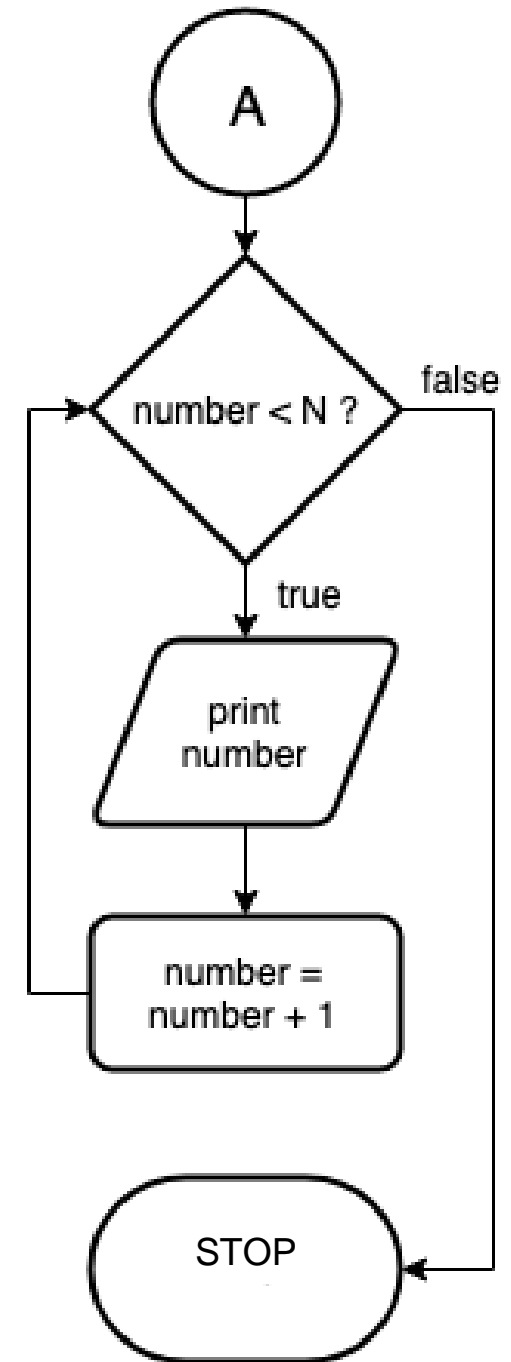 A
number < N ?
false
true
print
number
number =
number + 1
STOP